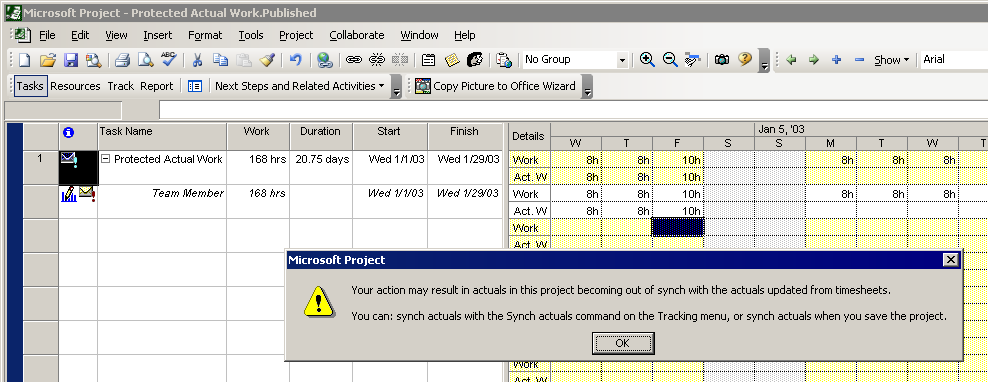 Microsoft Project - Protected Actual Work.Published
File Edit View Insert Format Tools Project Collaborate Window Help
No Group Show Arial
Tasks Resources Track Report Next Steps and Related Activities Copy Picture to Office Wizard
Task Name Work Duration Start Finish Details Jan 5, '03
W T F S S M T W T
1 Protected Actual Work 168 hrs 20.75 days Wed 1/1/03 Wed 1/29/03 Work 8h 8h 10h 8h 8h 8h
Act. W 8h 8h 10h
Team Member 168 hrs Wed 1/1/03 Wed 1/29/03 Work 8h 8h 10h 8h 8h 8h
Act. W 8h 8h 10h
Work
Act. W
Microsoft Project
Your action may result in actuals in this project becoming out of synch with the actuals updated from timesheets.
You can: synch actuals with the Synch actuals command on the Tracking menu, or synch actuals when you save the project.
OK
Work
Act. W